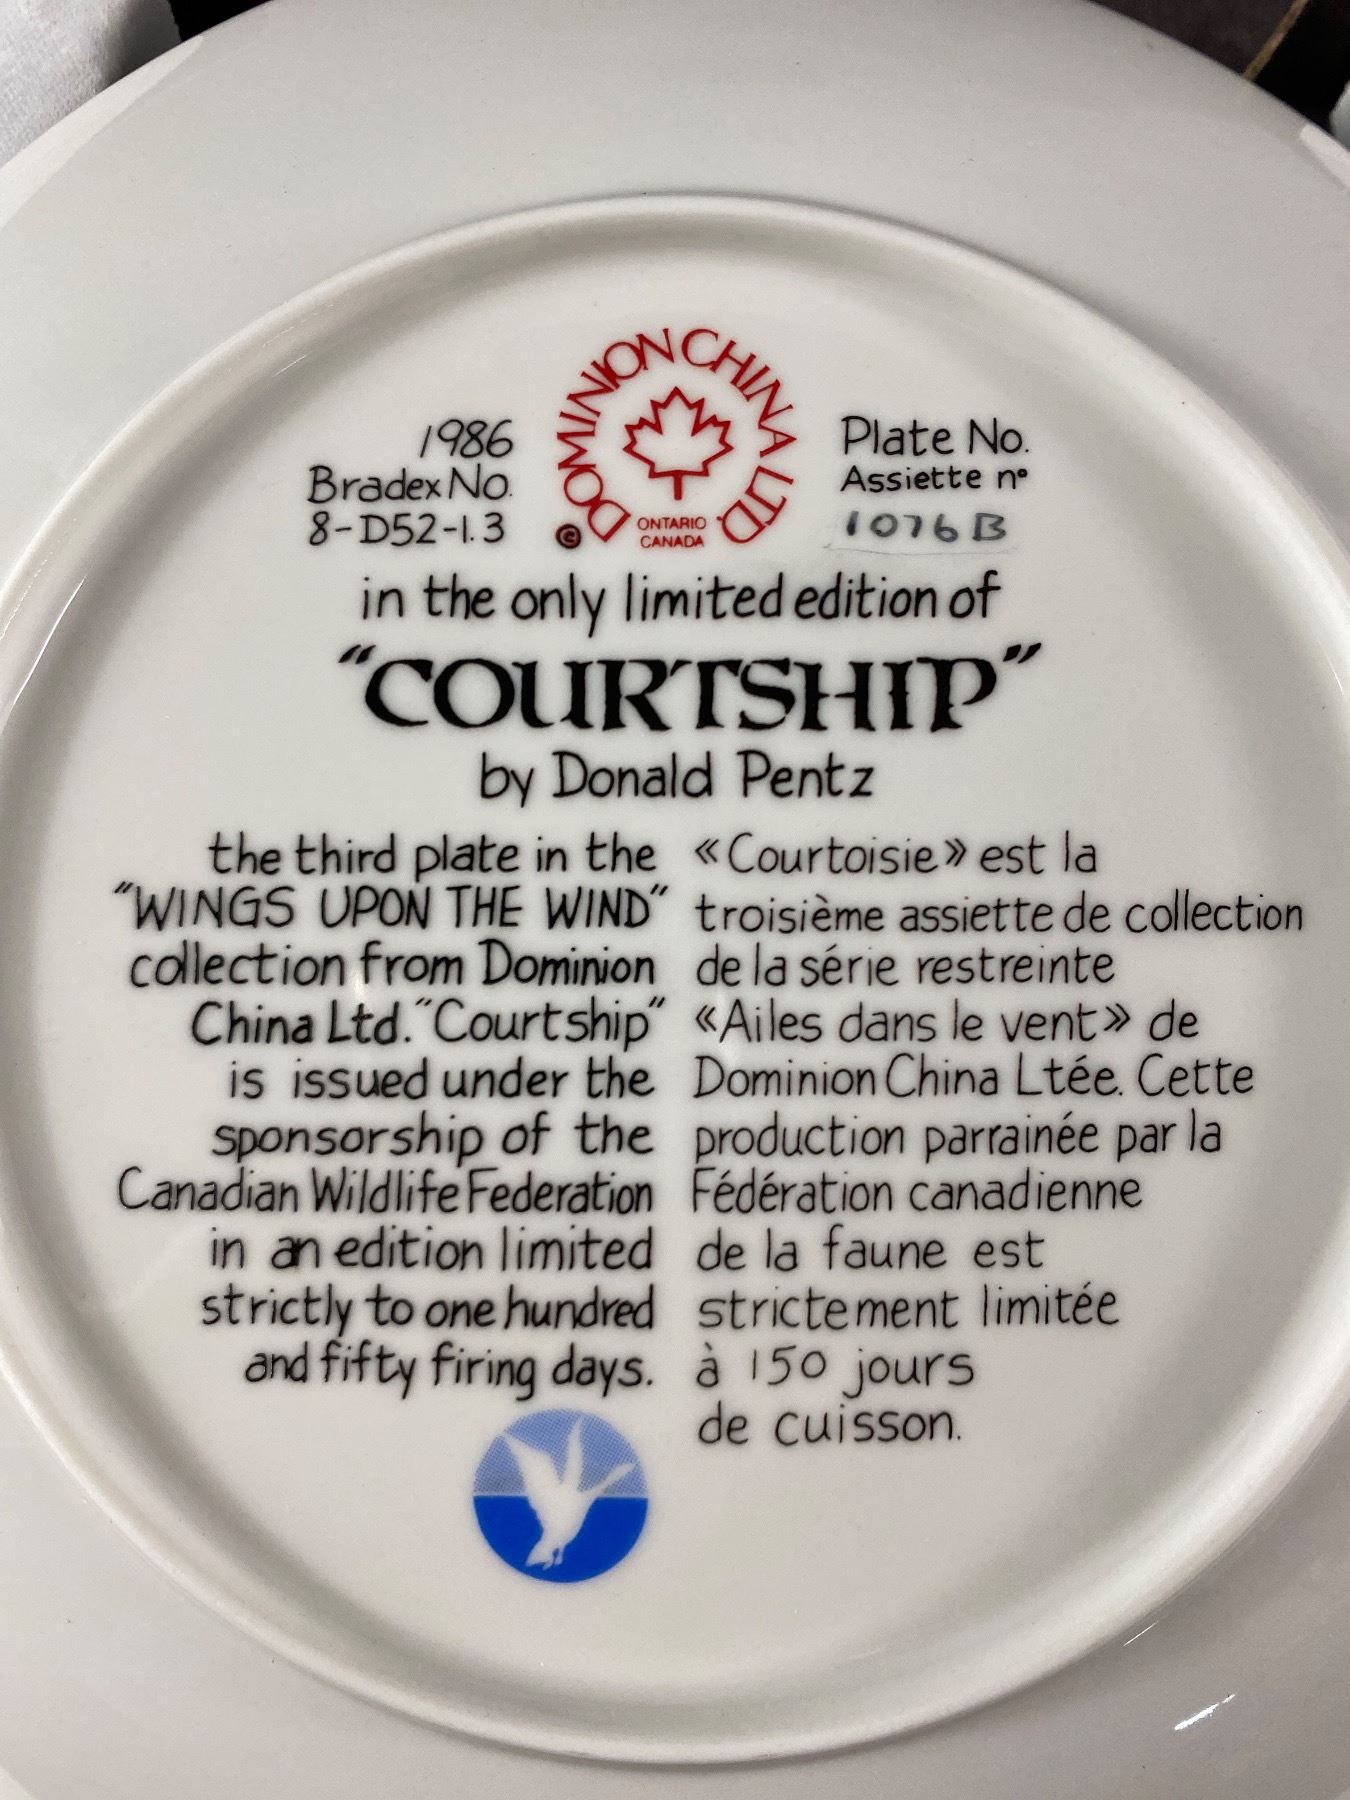 DOMINION CHINA LTD.
ONTARIO
CANADA
©
1986
Bradex No.
8-D52-1.3
Plate No.
Assiette nº
1076B
in the only limited edition of
"COURTSHIP"
by Donald Pentz
the third plate in the
"WINGS UPON THE WIND"
collection from Dominion
China Ltd. "Courtship"
is issued under the
sponsorship of the
Canadian Wildlife Federation
in an edition limited
strictly to one hundred
and fifty firing days.
«Courtoisie» est la
troisième assiette de collection
de la série restreinte
«Ailes dans le vent» de
Dominion China Ltée. Cette
production parrainée par la
Fédération canadienne
de la faune est
strictement limitée
à 150 jours
de cuisson.